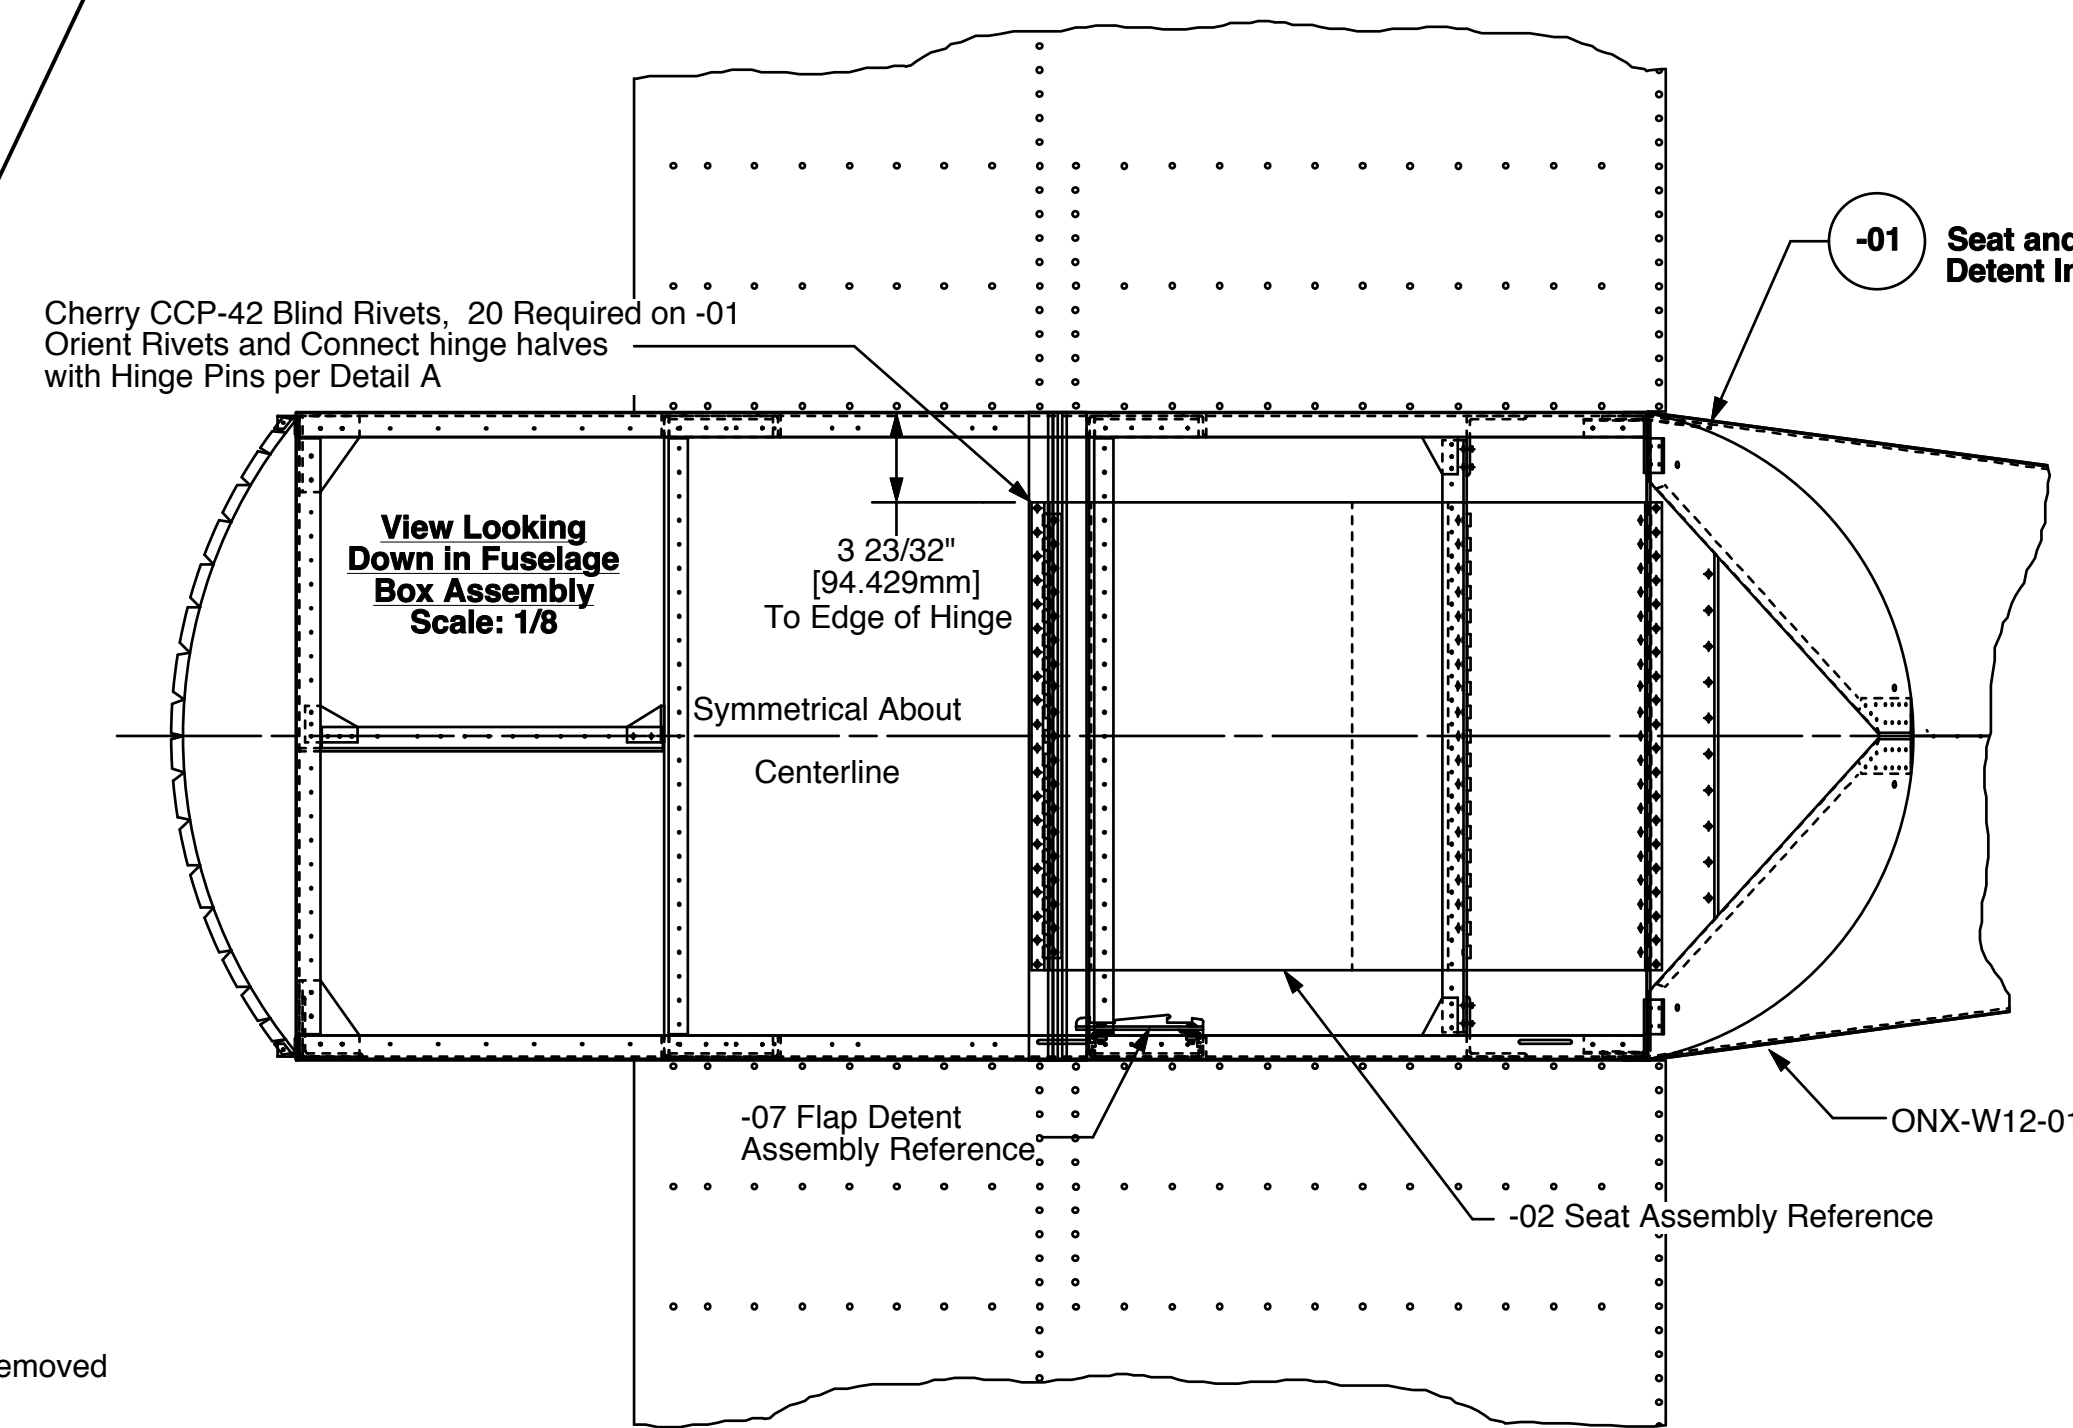 -01 Seat and
Detent In
Cherry CCP-42 Blind Rivets, 20 Required on -01
Orient Rivets and Connect hinge halves
with Hinge Pins per Detail A
View Looking
Down in Fuselage
Box Assembly
Scale: 1/8
3 23/32"
[94.429mm]
To Edge of Hinge
Symmetrical About
Centerline
-07 Flap Detent
Assembly Reference
ONX-W12-01
-02 Seat Assembly Reference
emoved